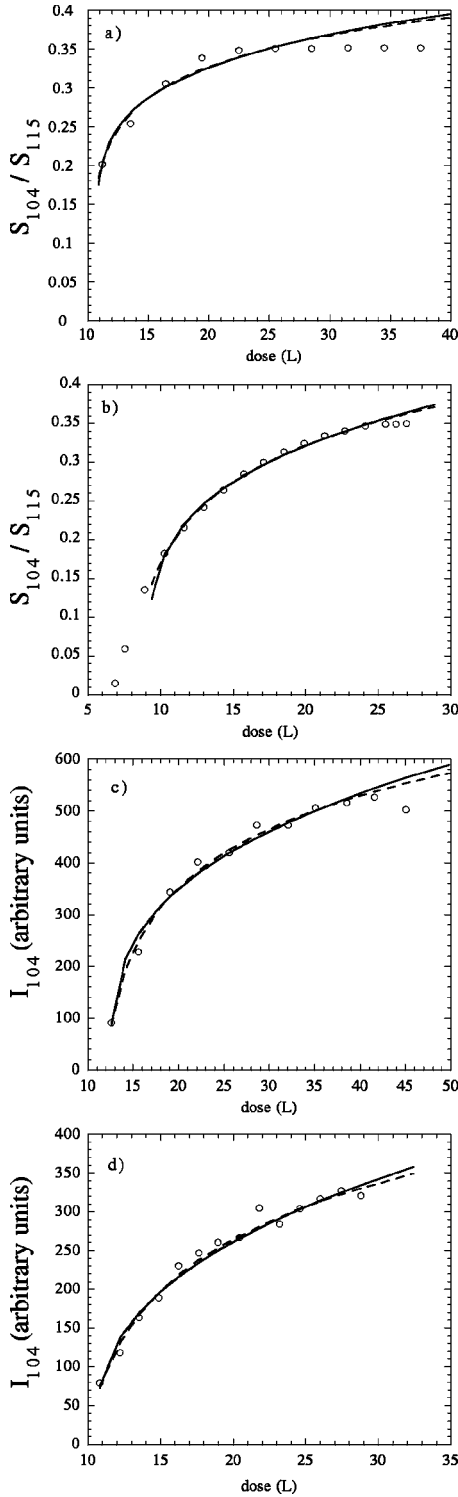 0.4
a)
0.35
0.3
0.25
0.2
0.15
0.1
0.05
0
S104 / S115
10 15 20 25 30 35 40
dose (L)
0.4
b)
0.35
0.3
0.25
0.2
0.15
0.1
0.05
0
S104 / S115
5 10 15 20 25 30
dose (L)
600
c)
500
400
300
200
100
0
I104 (arbitrary units)
10 15 20 25 30 35 40 45 50
dose (L)
400
d)
350
300
250
200
150
100
50
0
I104 (arbitrary units)
10 15 20 25 30 35
dose (L)